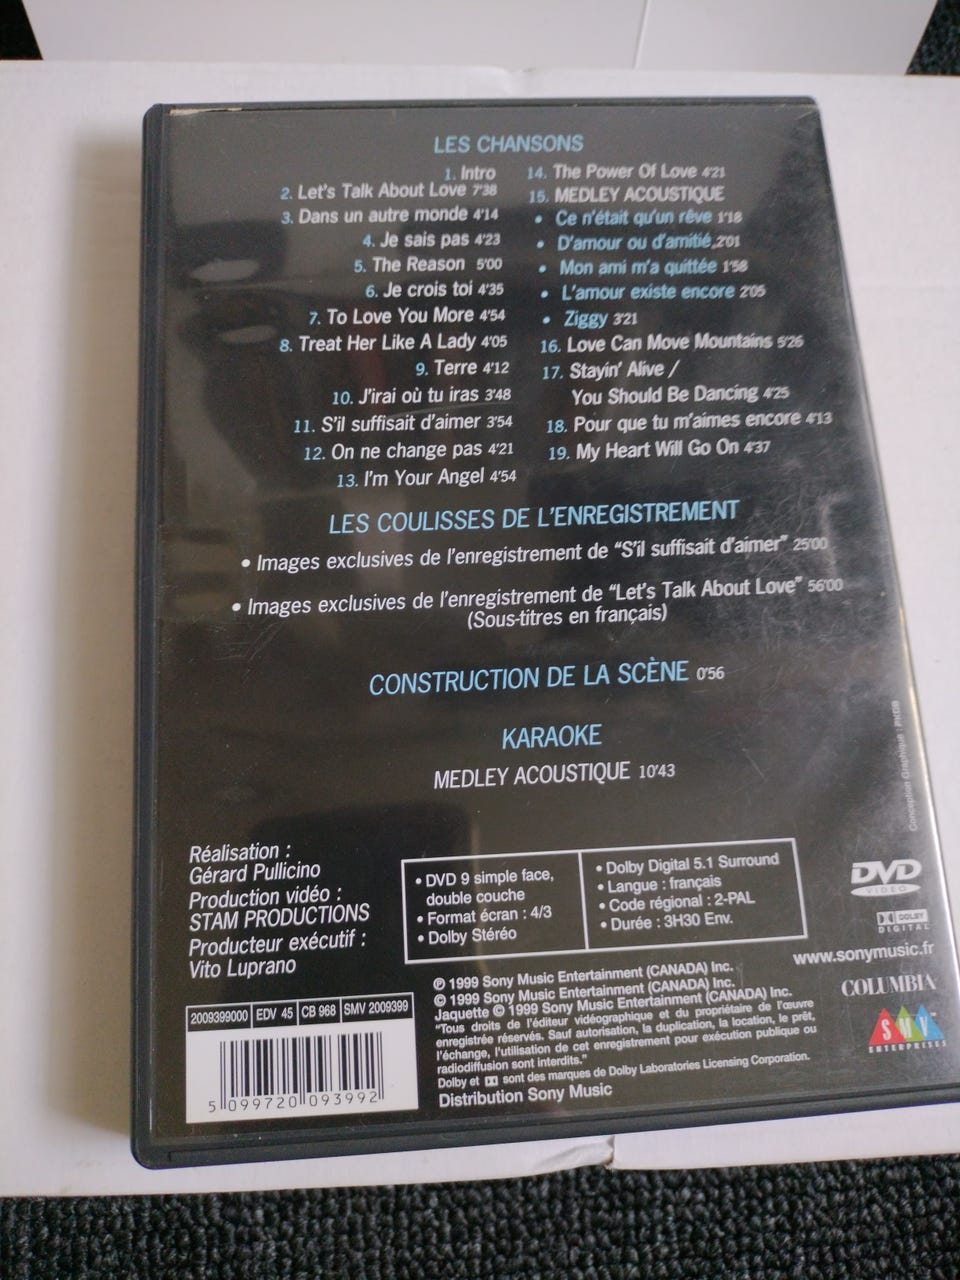 LES CHANSONS
1. Intro
2. Let's Talk About Love 7'38
3. Dans un autre monde 4'14
4. Je sais pas 4'23
5. The Reason 5'00
6. Je crois toi 4'35
7. To Love You More 4'54
8. Treat Her Like A Lady 4'05
9. Terre 4'12
10. J'irai où tu iras 3'48
11. S'il suffisait d'aimer 3'54
12. On ne change pas 4'21
13. I'm Your Angel 4'54
14. The Power Of Love 4'21
15. MEDLEY ACOUSTIQUE
• Ce n'était qu'un rêve 1'18
• D'amour ou d'amitié 2'01
• Mon ami m'a quittée 1'58
• L'amour existe encore 2'05
• Ziggy 3'21
16. Love Can Move Mountains 5'26
17. Stayin' Alive /
You Should Be Dancing 4'25
18. Pour que tu m'aimes encore 4'13
19. My Heart Will Go On 4'37
LES COULISSES DE L'ENREGISTREMENT
• Images exclusives de l'enregistrement de "S'il suffisait d'aimer" 25'00
• Images exclusives de l'enregistrement de "Let's Talk About Love" 56'00
(Sous-titres en français)
CONSTRUCTION DE LA SCÈNE 0'56
KARAOKE
MEDLEY ACOUSTIQUE 10'43
Conception Graphique :
Réalisation :
Gérard Pullicino
Production vidéo :
STAM PRODUCTIONS
Producteur exécutif :
Vito Luprano
• DVD 9 simple face,
double couche
• Format écran : 4/3
• Dolby Stéréo
• Dolby Digital 5.1 Surround
• Langue : français
• Code régional : 2-PAL
• Durée : 3H30 Env.
DVD
VIDEO
DOLBY
DIGITAL
www.sonymusic.fr
COLUMBIA
SMV
ENTERPRISES
2009399000 EDV 45 CB 968 SMV 2009399
5 099720 093992
℗ 1999 Sony Music Entertainment (CANADA) Inc.
© 1999 Sony Music Entertainment (CANADA) Inc.
Jaquette © 1999 Sony Music Entertainment (CANADA) Inc.
"Tous droits de l'éditeur vidéographique et du propriétaire de l'œuvre
enregistrée réservés. Sauf autorisation, la duplication, la location, le prêt,
l'échange, l'utilisation de cet enregistrement pour exécution publique ou
radiodiffusion sont interdits."
Dolby et sont des marques de Dolby Laboratories Licensing Corporation.
Distribution Sony Music